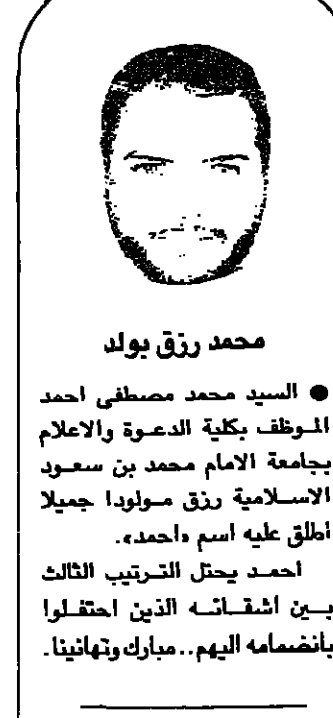 محمد رزق بولد
● السيد محمد مصطفى احمد
الموظف بكلية الدعوة والاعلام
بجامعة الامام محمد بن سعود
الاسلامية رزق مولودا جميلا
اطلق عليه اسم «احمد».
احمد يحتل الترتيب الثالث
بين اشقائه الذين احتفلوا
بانضمامه اليهم.. مبارك وتهانينا.